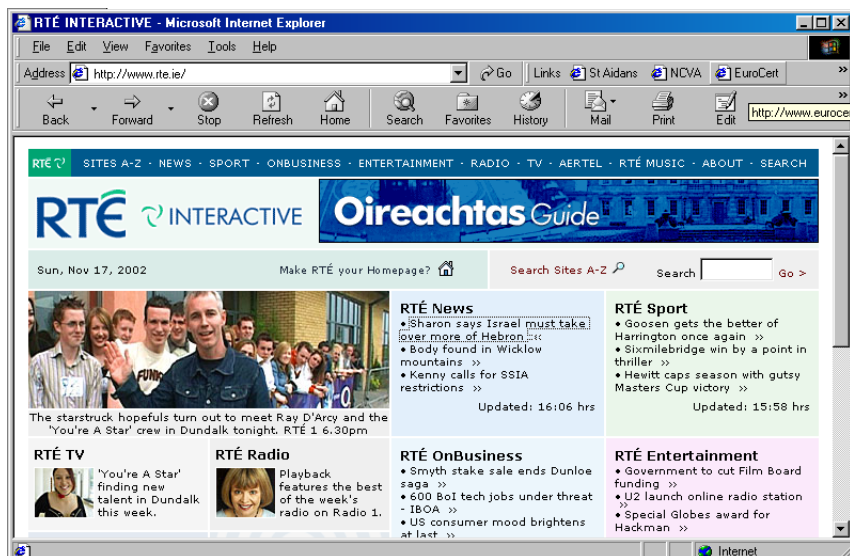 RTÉ INTERACTIVE - Microsoft Internet Explorer
File Edit View Favorites Tools Help
Address http://www.rte.ie/ Go Links St Aidans NCVA EuroCert »
Back Forward Stop Refresh Home Search Favorites History Mail Print Edit »
http://www.euroce
RTÉ SITES A-Z · NEWS · SPORT · ONBUSINESS · ENTERTAINMENT · RADIO · TV · AERTEL · RTÉ MUSIC · ABOUT · SEARCH
RTÉ INTERACTIVE Oireachtas Guide
Sun, Nov 17, 2002 Make RTÉ your Homepage? Search Sites A-Z Search Go >
FUN
The starstruck hopefuls turn out to meet Ray D'Arcy and the
'You're A Star' crew in Dundalk tonight. RTÉ 1 6.30pm
RTÉ News
• Sharon says Israel must take
over more of Hebron »
• Body found in Wicklow
mountains »
• Kenny calls for SSIA
restrictions »
Updated: 16:06 hrs
RTÉ Sport
• Goosen gets the better of
Harrington once again »
• Sixmilebridge win by a point in
thriller »
• Hewitt caps season with gutsy
Masters Cup victory »
Updated: 15:58 hrs
RTÉ TV
'You're A Star'
finding new
talent in Dundalk
this week.
RTÉ Radio
Playback
features the best
of the week's
radio on Radio 1.
RTÉ OnBusiness
• Smyth stake sale ends Dunloe
saga »
• 600 BoI tech jobs under threat
- IBOA »
• US consumer mood brightens
at last »
RTÉ Entertainment
• Government to cut Film Board
funding »
• U2 launch online radio station
»
• Special Globes award for
Hackman »
Internet